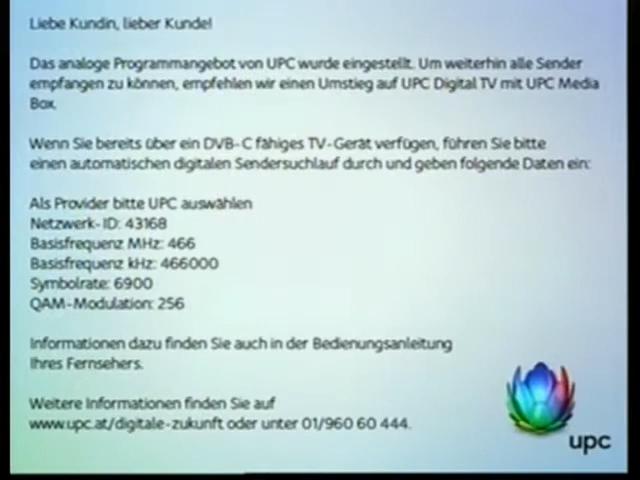 Liebe Kundin, lieber Kunde!
Das analoge Programmangebot von UPC wurde eingestellt. Um weiterhin alle Sender
empfangen zu können, empfehlen wir einen Umstieg auf UPC Digital TV mit UPC Media
Box.
Wenn Sie bereits über ein DVB-C fähiges TV-Gerät verfügen, führen Sie bitte
einen automatischen digitalen Sendersuchlauf durch und geben folgende Daten ein:
Als Provider bitte UPC auswählen
Netzwerk-ID: 43168
Basisfrequenz MHz: 466
Basisfrequenz kHz: 466000
Symbolrate: 6900
QAM-Modulation: 256
Informationen dazu finden Sie auch in der Bedienungsanleitung
Ihres Fernsehers.
Weitere Informationen finden Sie auf
www.upc.at/digitale-zukunft oder unter 01/960 60 444.
upc